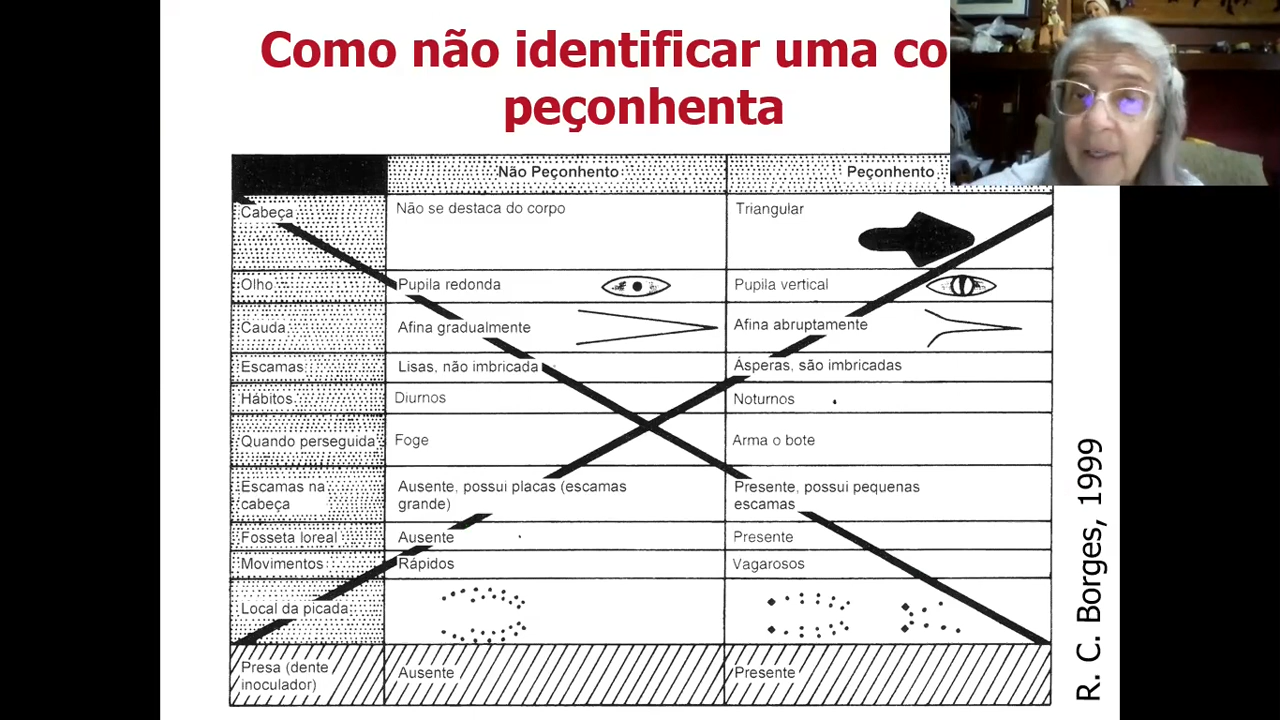 Como não identificar uma co
peçonhenta
Não Peçonhento
Peçonhento
Cabeça
Não se destaca do corpo
Triangular
Olho
Pupila redonda
Pupila vertical
Cauda
Afina gradualmente
Afina abruptamente
Escamas
Lisas, não imbricada
Ásperas, são imbricadas
Hábitos
Diurnos
Noturnos
Quando perseguida
Foge
Arma o bote
Escamas na
cabeça
Ausente, possui placas (escamas
grande)
Presente, possui pequenas
escamas
Fosseta loreal
Ausente
Presente
Movimentos
Rápidos
Vagarosos
Local da picada
Presa (dente
inoculador)
Ausente
Presente
R. C. Borges, 1999